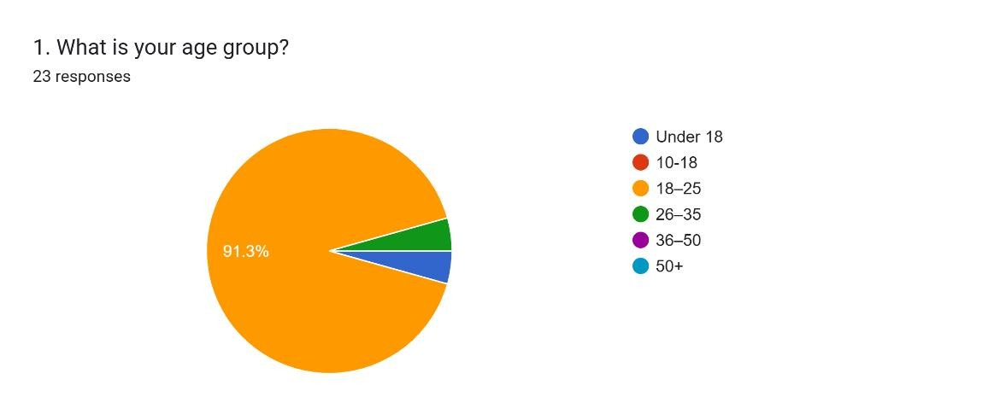 1. What is your age group?
23 responses
91.3%
Under 18
10-18
18–25
26–35
36–50
50+